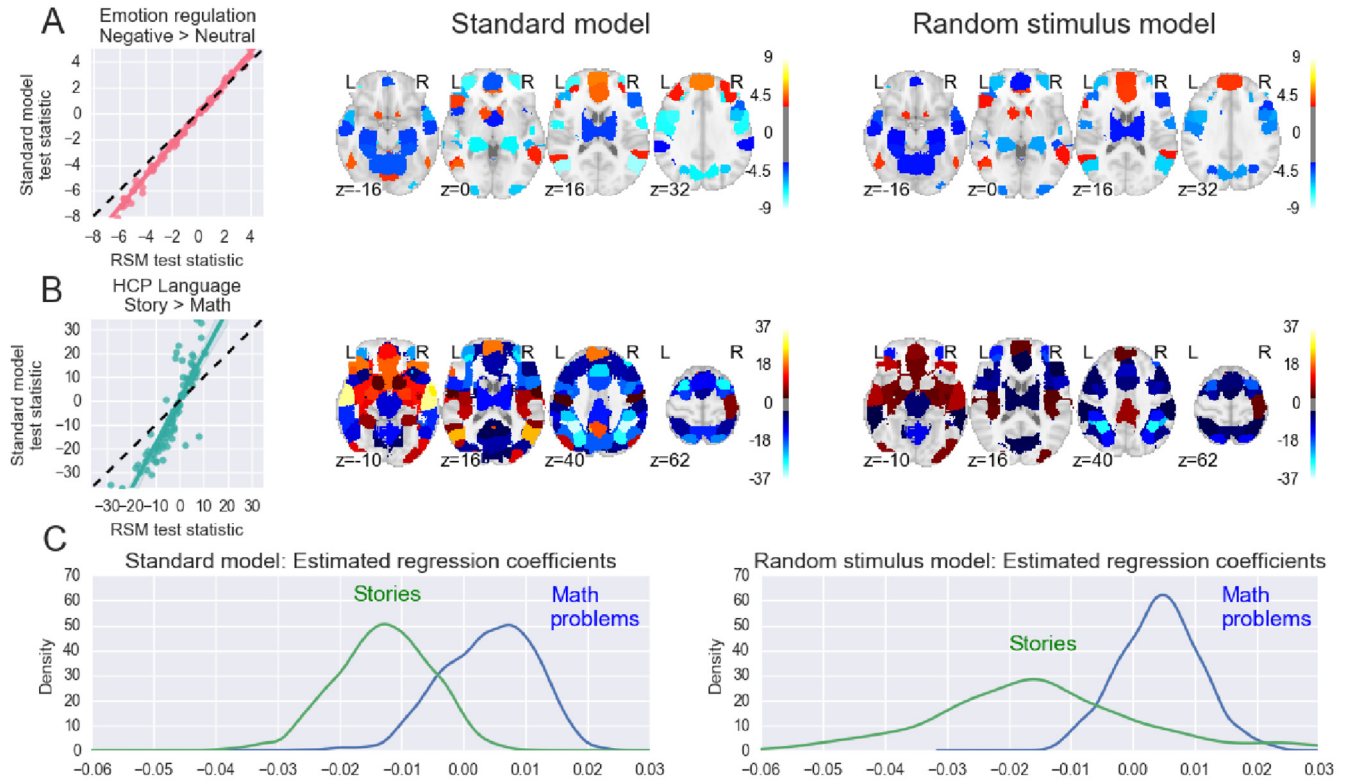 A
Emotion regulation
Negative > Neutral
Standard model
test statistic
4
2
0
−2
−4
−6
−8
−8 −6 −4 −2 0 2 4
RSM test statistic
Standard model
L R L R L R L R
z=-16 z=0 z=16 z=32
9
4.5
0
-4.5
-9
Random stimulus model
L R L R L R L R
z=-16 z=0 z=16 z=32
9
4.5
0
-4.5
-9
B
HCP Language
Story > Math
Standard model
test statistic
30
20
10
0
−10
−20
−30
−30−20−10 0 10 20 30
RSM test statistic
L R L R L R L R
z=-10 z=16 z=40 z=62
37
18
0
-18
-37
L R L R L R L R
z=-10 z=16 z=40 z=62
37
18
0
-18
-37
C
Standard model: Estimated regression coefficients
Density
70
60
50
40
30
20
10
0
Stories
Math
problems
−0.06 −0.05 −0.04 −0.03 −0.02 −0.01 0.00 0.01 0.02 0.03
Random stimulus model: Estimated regression coefficients
Density
70
60
50
40
30
20
10
0
Stories
Math
problems
−0.06 −0.05 −0.04 −0.03 −0.02 −0.01 0.00 0.01 0.02 0.03